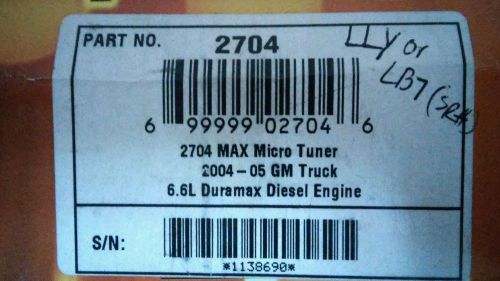 PART NO. 2704
LLY or
LB7
6 99999 02704 6
2704 MAX Micro Tuner
2004 - 05 GM Truck
6.6L Duramax Diesel Engine
S/N:
*1138690*